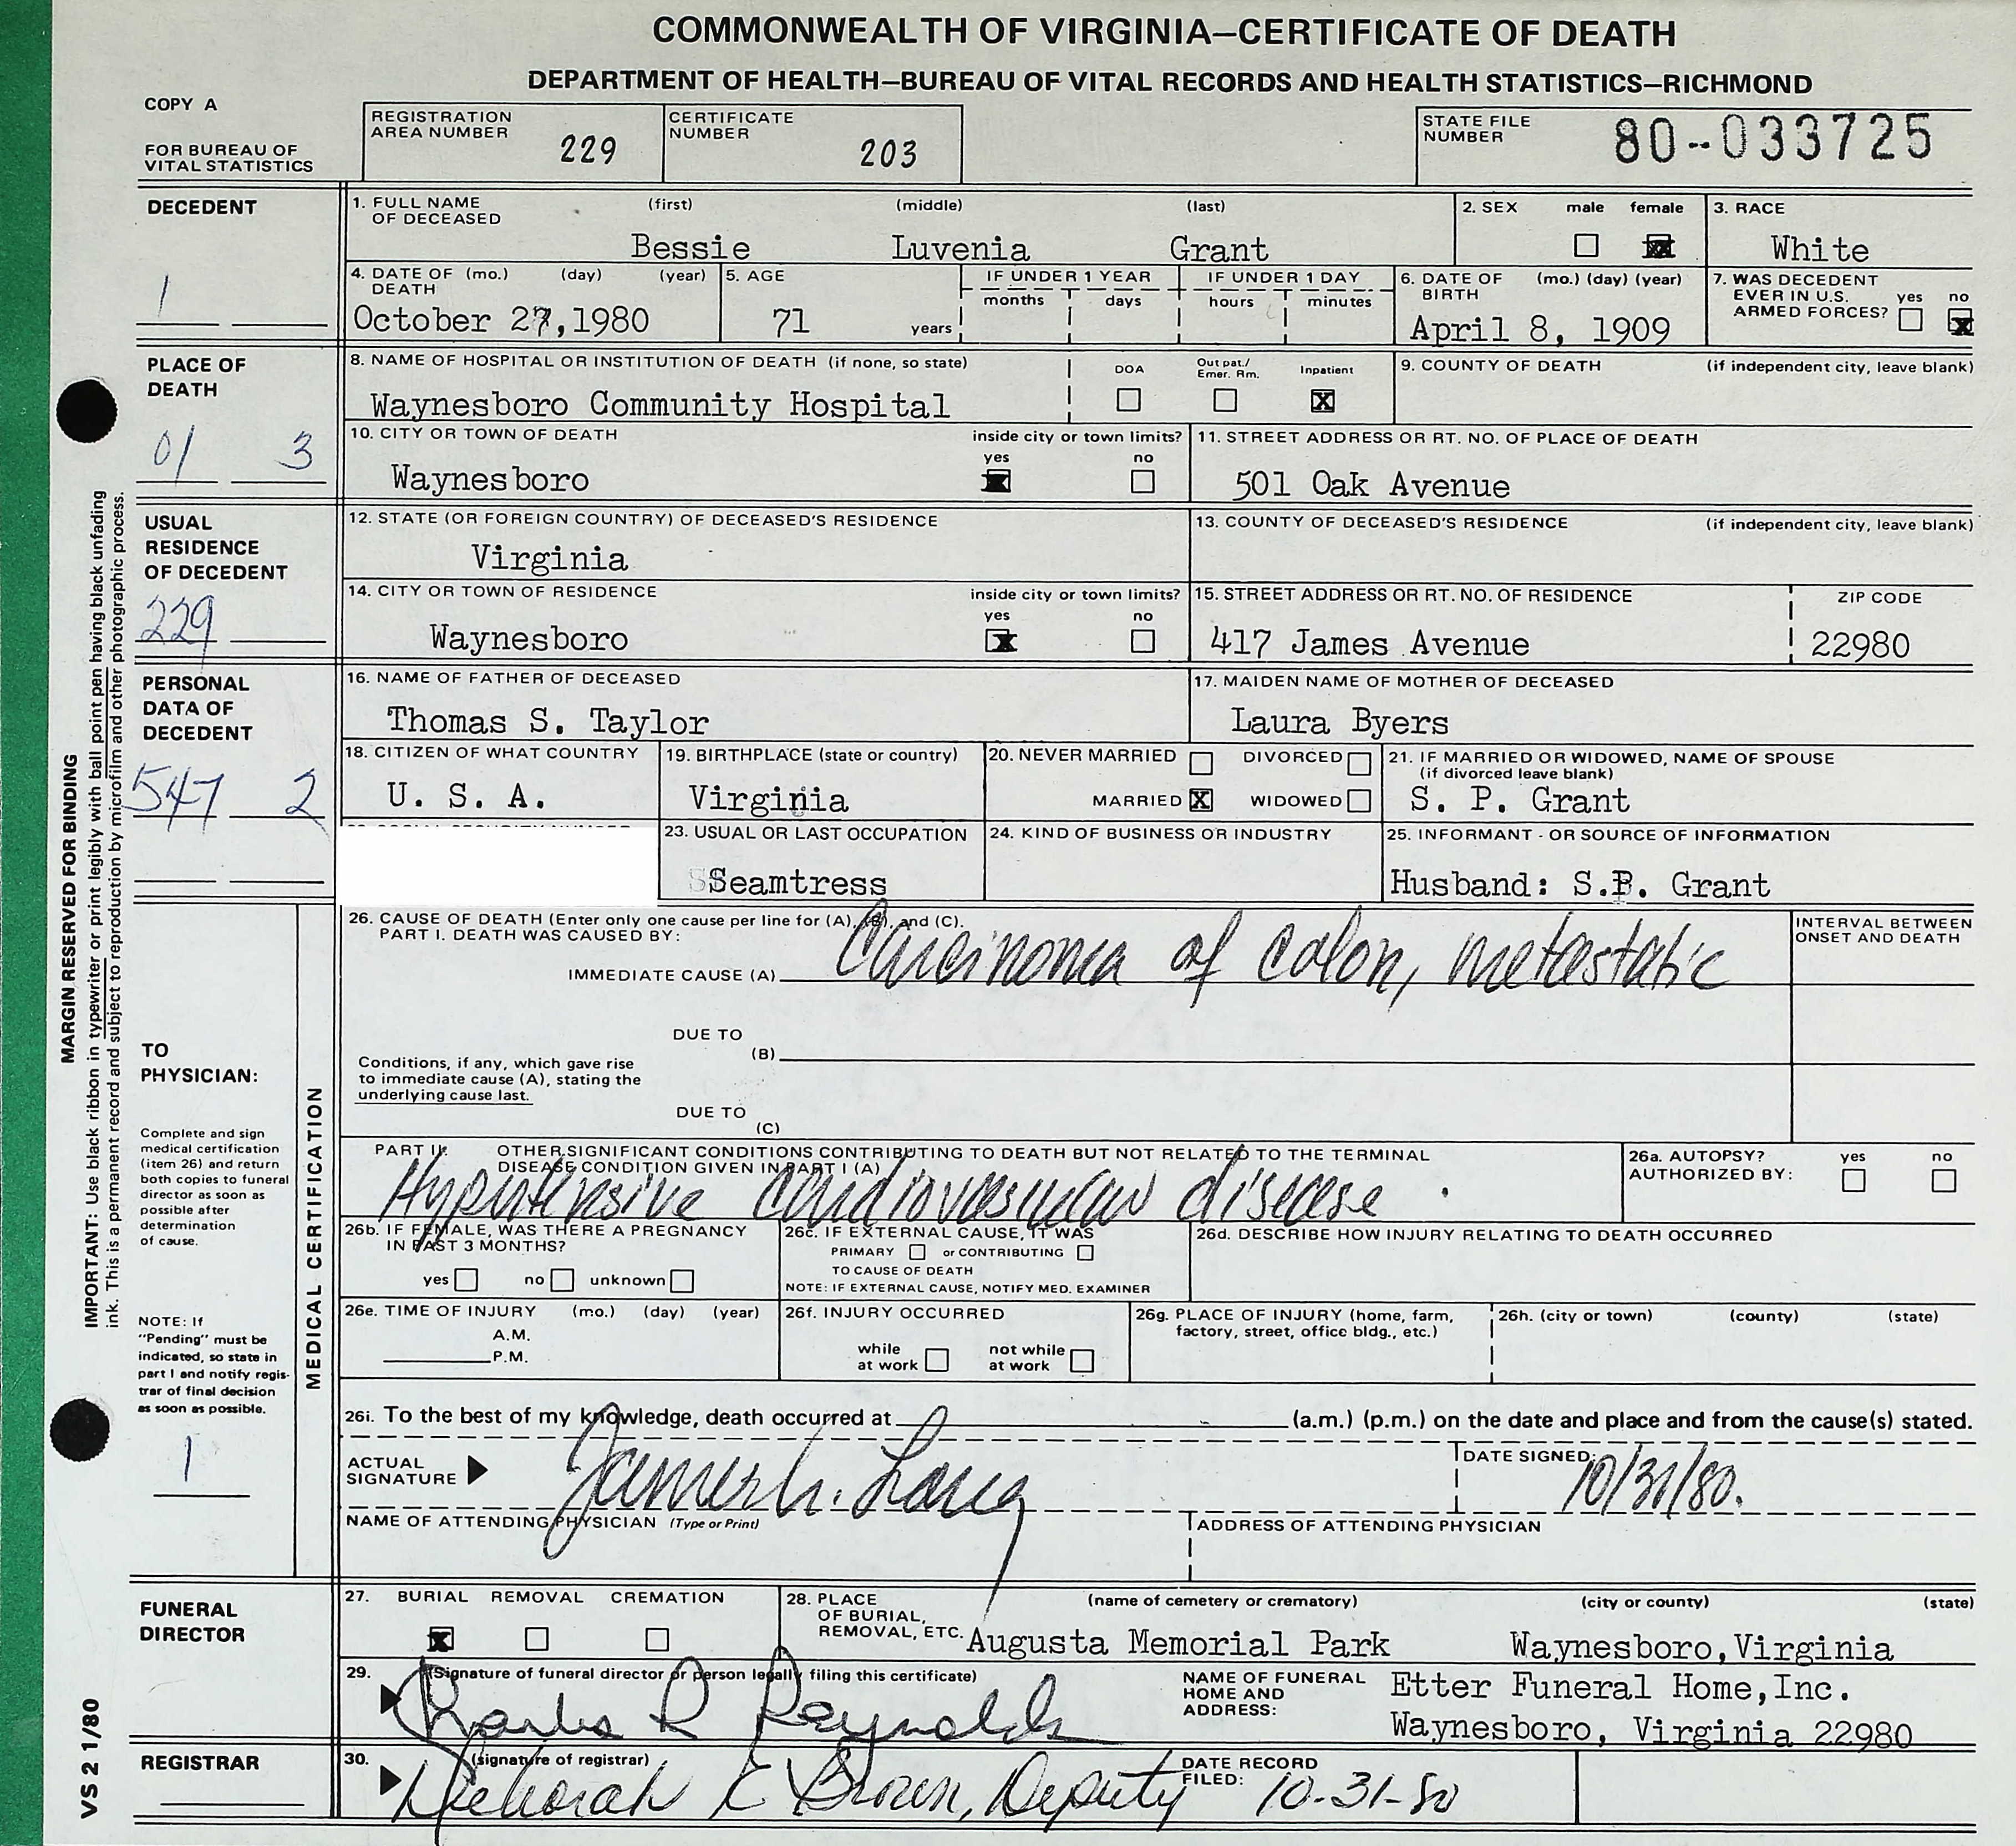 COMMONWEALTH OF VIRGINIA—CERTIFICATE OF DEATH
DEPARTMENT OF HEALTH—BUREAU OF VITAL RECORDS AND HEALTH STATISTICS—RICHMOND
COPY A
FOR BUREAU OF VITAL STATISTICS
REGISTRATION AREA NUMBER 229
CERTIFICATE NUMBER 203
STATE FILE NUMBER 80--033725
DECEDENT
1
1. FULL NAME OF DECEASED (first) (middle) (last)
Bessie Luvenia Grant
2. SEX male female
3. RACE
White
4. DATE OF DEATH (mo.) (day) (year)
October 27,1980
5. AGE
71 years
IF UNDER 1 YEAR months days
IF UNDER 1 DAY hours minutes
6. DATE OF BIRTH (mo.) (day) (year)
April 8, 1909
7. WAS DECEDENT EVER IN U.S. ARMED FORCES? yes no X
PLACE OF DEATH
01 3
8. NAME OF HOSPITAL OR INSTITUTION OF DEATH (if none, so state)
Waynesboro Community Hospital
DOA Out pat./ Emer. Rm. Inpatient X
9. COUNTY OF DEATH (if independent city, leave blank)
10. CITY OR TOWN OF DEATH inside city or town limits? yes no
Waynesboro
11. STREET ADDRESS OR RT. NO. OF PLACE OF DEATH
501 Oak Avenue
USUAL RESIDENCE OF DECEDENT
229
12. STATE (OR FOREIGN COUNTRY) OF DECEASED'S RESIDENCE
Virginia
13. COUNTY OF DECEASED'S RESIDENCE (if independent city, leave blank)
14. CITY OR TOWN OF RESIDENCE inside city or town limits? yes X no
Waynesboro
15. STREET ADDRESS OR RT. NO. OF RESIDENCE
417 James Avenue
ZIP CODE
22980
PERSONAL DATA OF DECEDENT
547 2
16. NAME OF FATHER OF DECEASED
Thomas S. Taylor
17. MAIDEN NAME OF MOTHER OF DECEASED
Laura Byers
18. CITIZEN OF WHAT COUNTRY
U. S. A.
19. BIRTHPLACE (state or country)
Virginia
20. NEVER MARRIED DIVORCED
MARRIED X WIDOWED
21. IF MARRIED OR WIDOWED, NAME OF SPOUSE (if divorced leave blank)
S. P. Grant
23. USUAL OR LAST OCCUPATION
Seamtress
24. KIND OF BUSINESS OR INDUSTRY
25. INFORMANT - OR SOURCE OF INFORMATION
Husband: S.P. Grant
MARGIN RESERVED FOR BINDING
IMPORTANT: Use black ribbon in typewriter or print legibly with ball point pen having black unfading
ink. This is a permanent record and subject to reproduction by microfilm and other photographic process.
VS 2 1/80
TO PHYSICIAN:
Complete and sign medical certification (item 26) and return both copies to funeral director as soon as possible after determination of cause.
NOTE: If "Pending" must be indicated, so state in part I and notify registrar of final decision as soon as possible.
1
MEDICAL CERTIFICATION
26. CAUSE OF DEATH (Enter only one cause per line for (A), (B), and (C).
PART I. DEATH WAS CAUSED BY:
IMMEDIATE CAUSE (A) Carcinoma of colon, metastatic
INTERVAL BETWEEN ONSET AND DEATH
DUE TO (B)
Conditions, if any, which gave rise to immediate cause (A), stating the underlying cause last.
DUE TO (C)
PART II. OTHER SIGNIFICANT CONDITIONS CONTRIBUTING TO DEATH BUT NOT RELATED TO THE TERMINAL
DISEASE CONDITION GIVEN IN PART I (A)
Hypertensive cardiovascular disease.
26a. AUTOPSY? yes no
AUTHORIZED BY:
26b. IF FEMALE, WAS THERE A PREGNANCY IN PAST 3 MONTHS?
yes no unknown
26c. IF EXTERNAL CAUSE, IT WAS
PRIMARY or CONTRIBUTING
TO CAUSE OF DEATH
NOTE: IF EXTERNAL CAUSE, NOTIFY MED. EXAMINER
26d. DESCRIBE HOW INJURY RELATING TO DEATH OCCURRED
26e. TIME OF INJURY (mo.) (day) (year)
A.M.
P.M.
26f. INJURY OCCURRED
while at work not while at work
26g. PLACE OF INJURY (home, farm, factory, street, office bldg., etc.)
26h. (city or town) (county) (state)
26i. To the best of my knowledge, death occurred at (a.m.) (p.m.) on the date and place and from the cause(s) stated.
ACTUAL SIGNATURE James L. Long
DATE SIGNED: 10/31/80.
NAME OF ATTENDING PHYSICIAN (Type or Print)
ADDRESS OF ATTENDING PHYSICIAN
FUNERAL DIRECTOR
27. BURIAL REMOVAL CREMATION
X
28. PLACE OF BURIAL, REMOVAL, ETC. (name of cemetery or crematory) (city or county) (state)
Augusta Memorial Park Waynesboro,Virginia
29. (Signature of funeral director or person legally filing this certificate)
Charles R Reynolds
NAME OF FUNERAL HOME AND ADDRESS:
Etter Funeral Home,Inc.
Waynesboro, Virginia 22980
REGISTRAR
30. (signature of registrar)
Deborah E Brown, Deputy
DATE RECORD FILED: 10-31-80